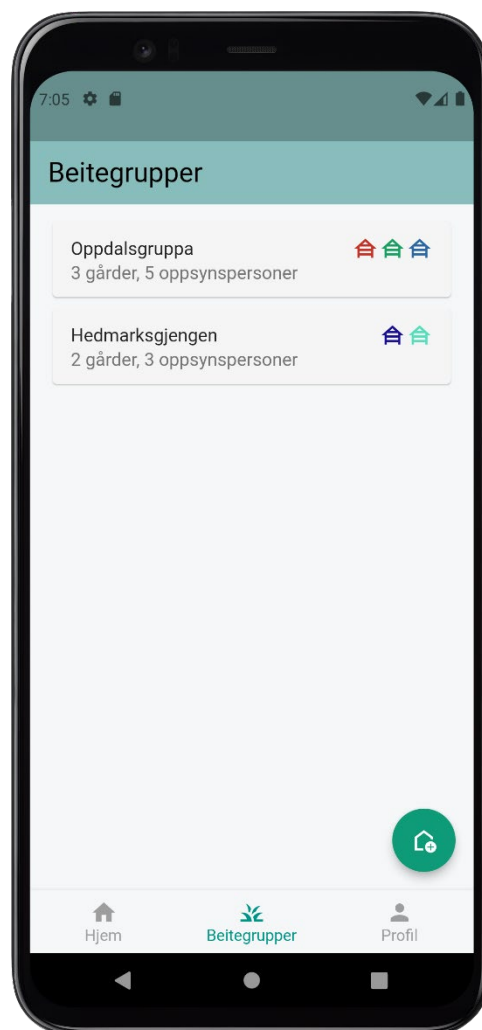 7:05
Beitegrupper
Oppdalsgruppa
3 gårder, 5 oppsynspersoner
Hedmarksgjengen
2 gårder, 3 oppsynspersoner
Hjem
Beitegrupper
Profil